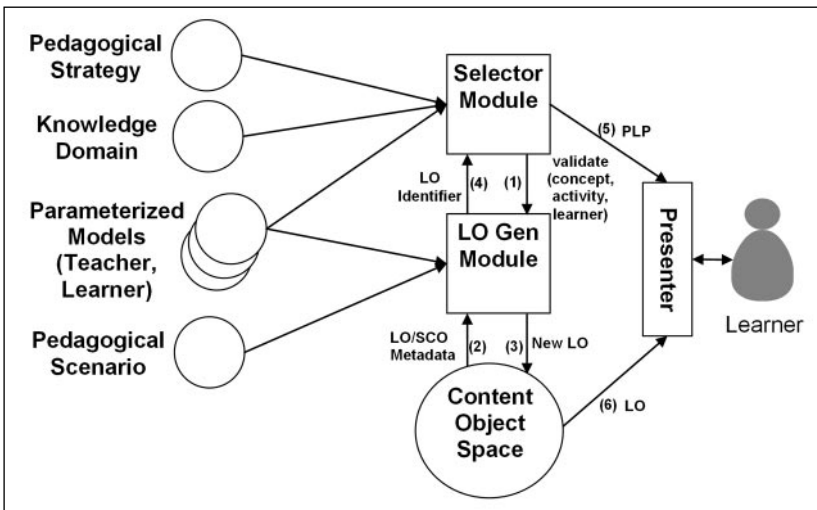 Pedagogical
Strategy
Knowledge
Domain
Parameterized
Models
(Teacher,
Learner)
Pedagogical
Scenario
Selector
Module
LO
Identifier
(4)
(1)
validate
(concept,
activity,
learner)
(5) PLP
LO Gen
Module
LO/SCO
Metadata
(2)
(3)
New LO
Content
Object
Space
(6) LO
Presenter
Learner